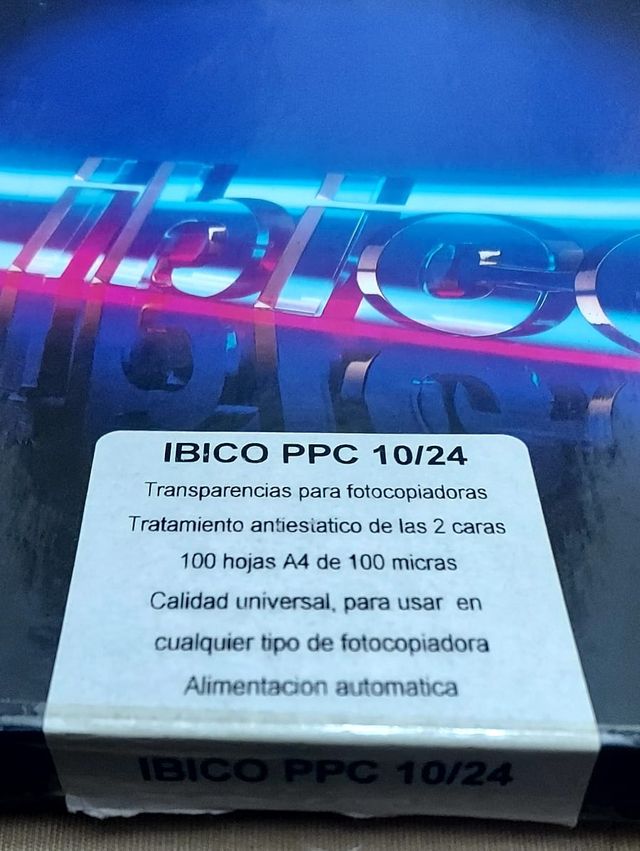 ibico
IBICO PPC 10/24
Transparencias para fotocopiadoras
Tratamiento antiestatico de las 2 caras
100 hojas A4 de 100 micras
Calidad universal, para usar en
cualquier tipo de fotocopiadora
Alimentacion automatica
IBICO PPC 10/24